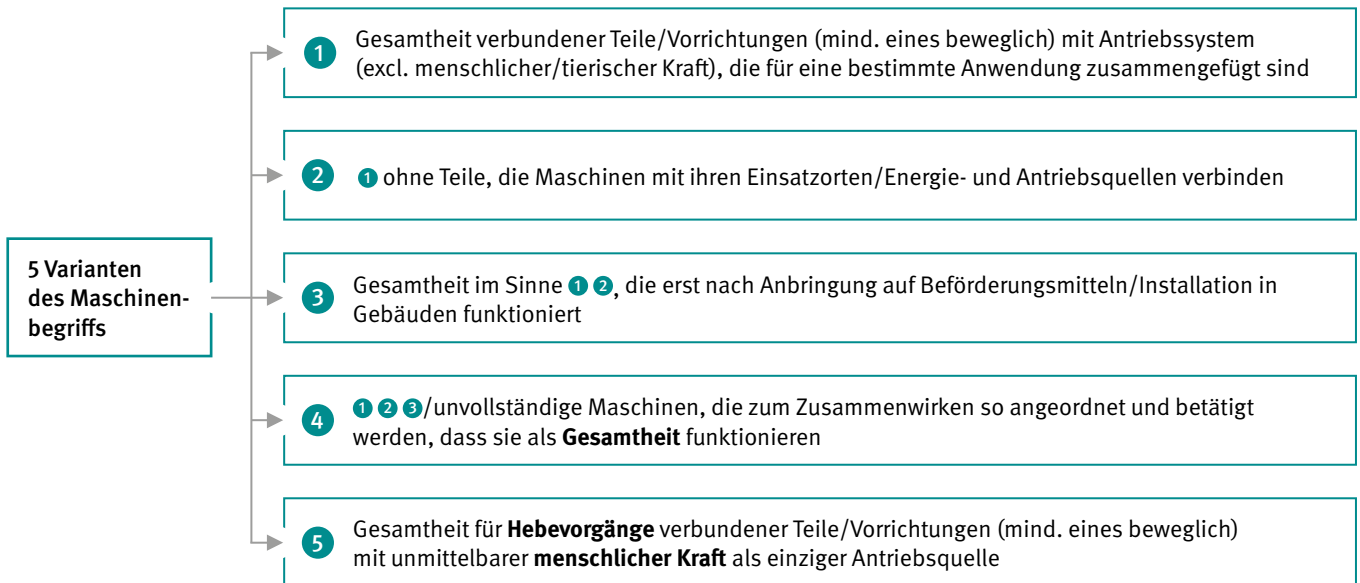 5 Varianten
des Maschinen-
begriffs
1 Gesamtheit verbundener Teile/Vorrichtungen (mind. eines beweglich) mit Antriebssystem
(excl. menschlicher/tierischer Kraft), die für eine bestimmte Anwendung zusammengefügt sind
2 1 ohne Teile, die Maschinen mit ihren Einsatzorten/Energie- und Antriebsquellen verbinden
3 Gesamtheit im Sinne 1 2, die erst nach Anbringung auf Beförderungsmitteln/Installation in
Gebäuden funktioniert
4 1 2 3/unvollständige Maschinen, die zum Zusammenwirken so angeordnet und betätigt
werden, dass sie als Gesamtheit funktionieren
5 Gesamtheit für Hebevorgänge verbundener Teile/Vorrichtungen (mind. eines beweglich)
mit unmittelbarer menschlicher Kraft als einziger Antriebsquelle